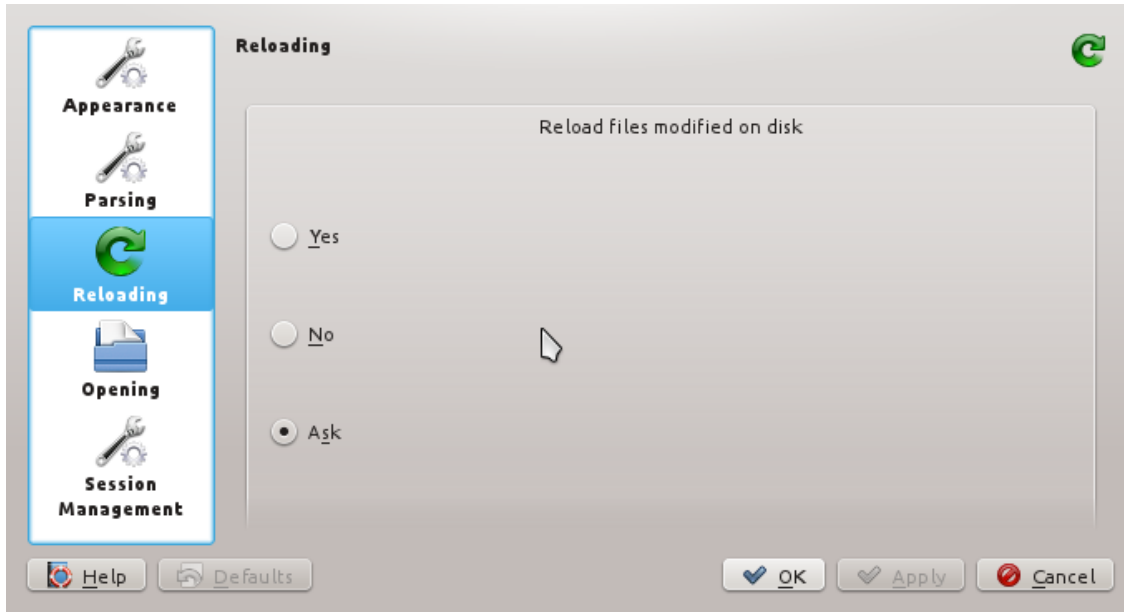 Appearance
Parsing
Reloading
Opening
Session
Management
Reloading
Reload files modified on disk
Yes
No
Ask
Help
Defaults
OK
Apply
Cancel